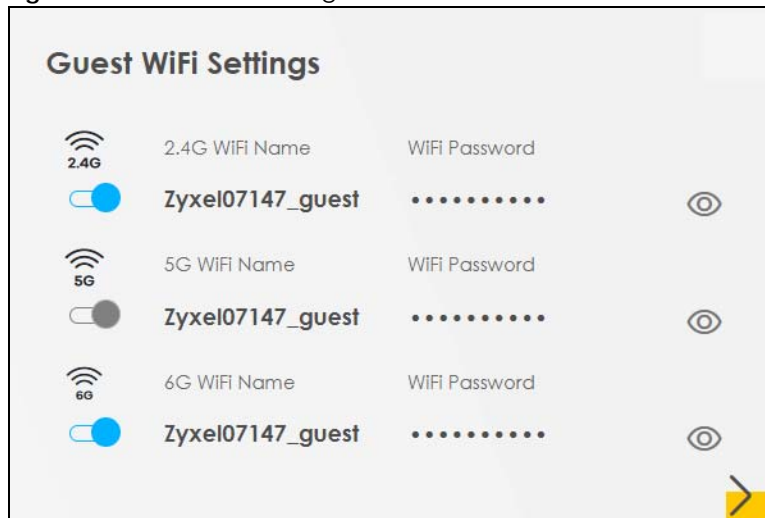 Guest WiFi Settings
2.4G 2.4G WiFi Name WiFi Password
Zyxel07147_guest ••••••••••
5G 5G WiFi Name WiFi Password
Zyxel07147_guest ••••••••••
6G 6G WiFi Name WiFi Password
Zyxel07147_guest ••••••••••